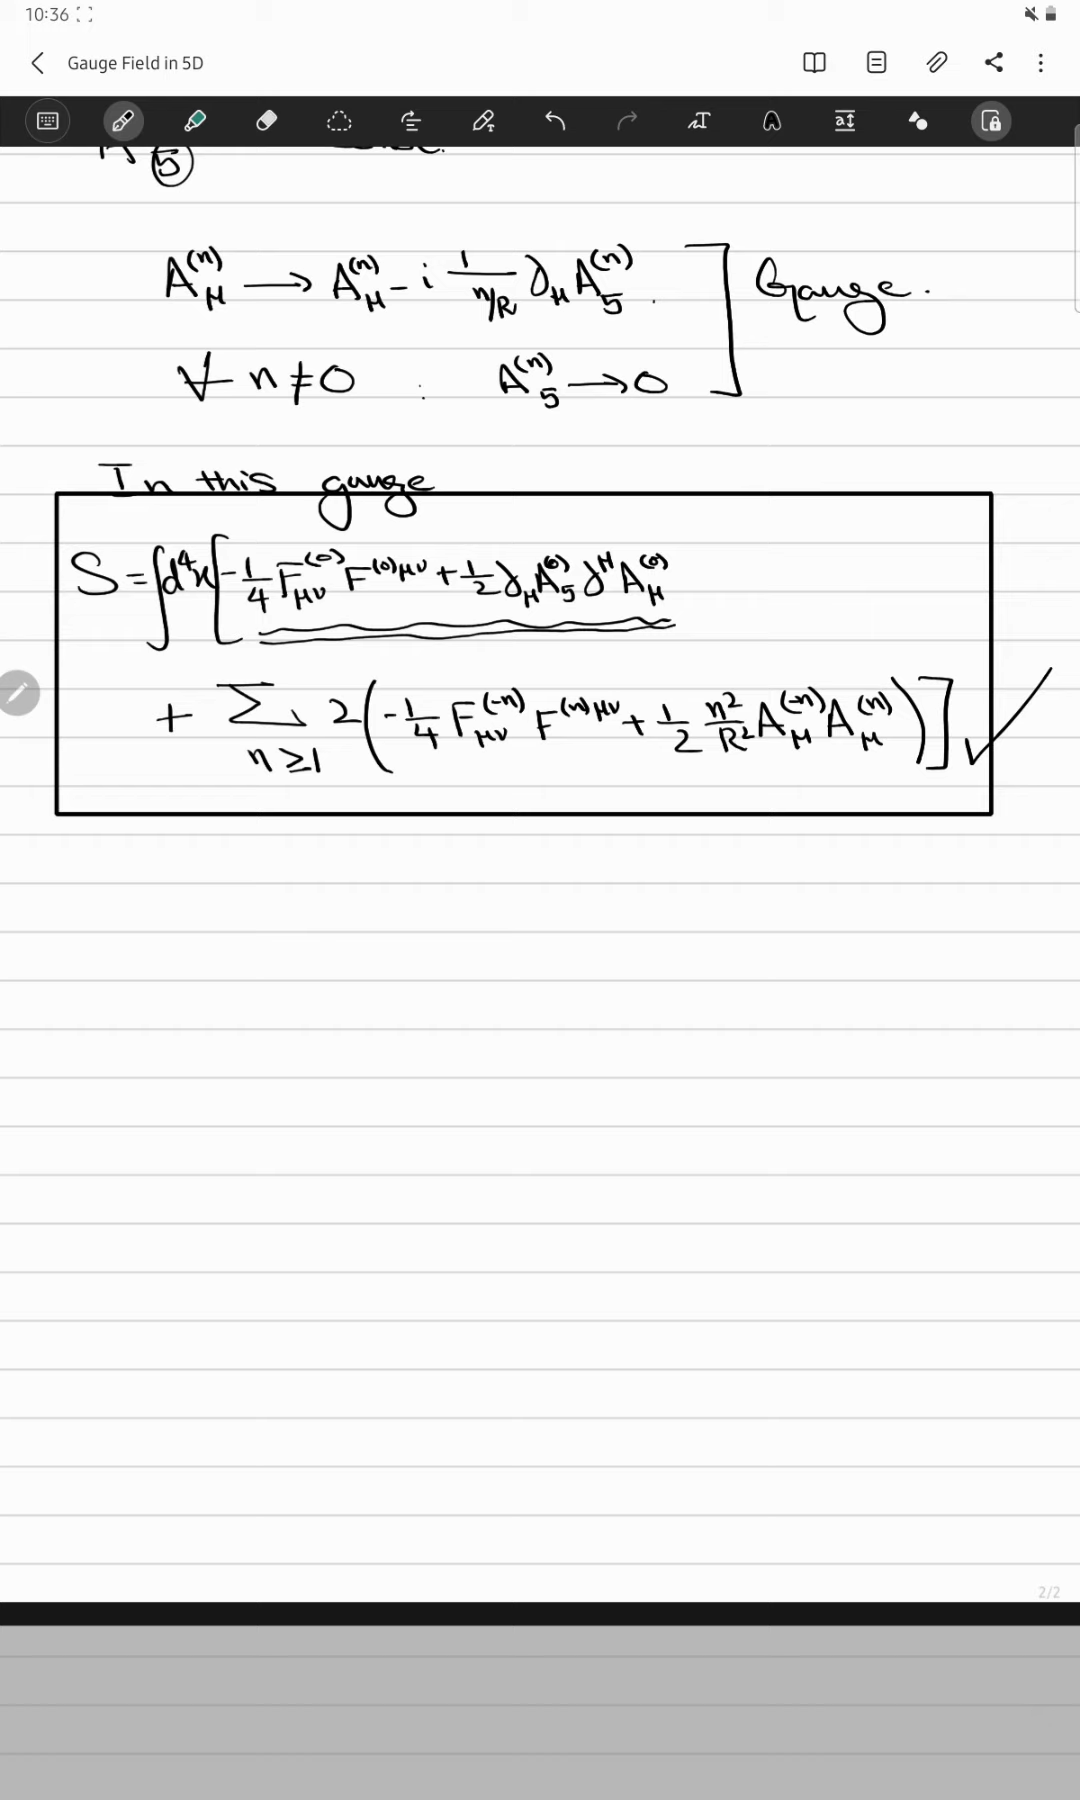 10:36
Gauge Field in 5D
5
A_μ^(n) → A_μ^(n) - i 1/(n/R) ∂_μ A_5^(n) . ] Gauge.
∀ n ≠ 0 : A_5^(n) → 0
In this gauge
S = ∫d⁴x[ -1/4 F_μν^(0) F^(0)μν + 1/2 ∂_μ A_5^(0) ∂^μ A_μ^(0)
+ Σ_{n≥1} 2( -1/4 F_μν^(-n) F^(n)μν + 1/2 n²/R² A_μ^(-n) A_μ^(n) ) ] ✓
2/2